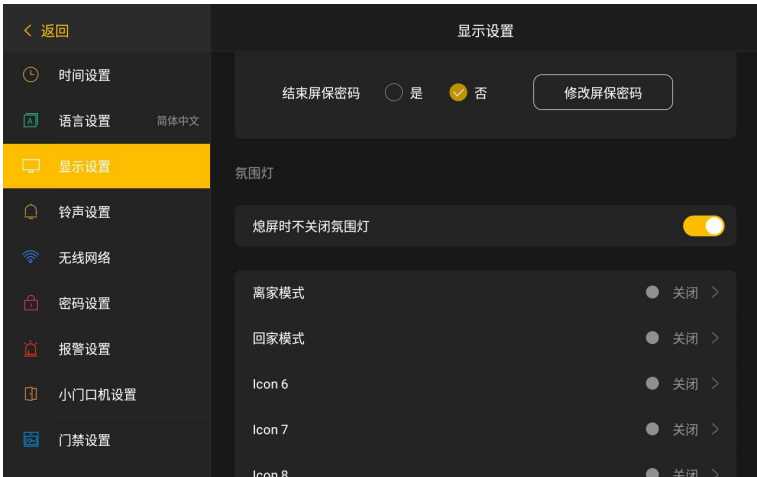 返回
显示设置
时间设置
语言设置 简体中文
显示设置
铃声设置
无线网络
密码设置
报警设置
小门口机设置
门禁设置
结束屏保密码 是 否 修改屏保密码
氛围灯
熄屏时不关闭氛围灯
离家模式 关闭
回家模式 关闭
Icon 6 关闭
Icon 7 关闭
Icon 8 关闭